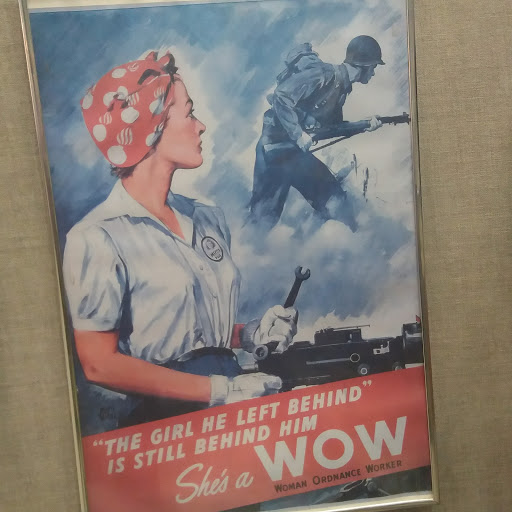 "THE GIRL HE LEFT BEHIND"
IS STILL BEHIND HIM
She's a WOW
WOMAN ORDNANCE WORKER